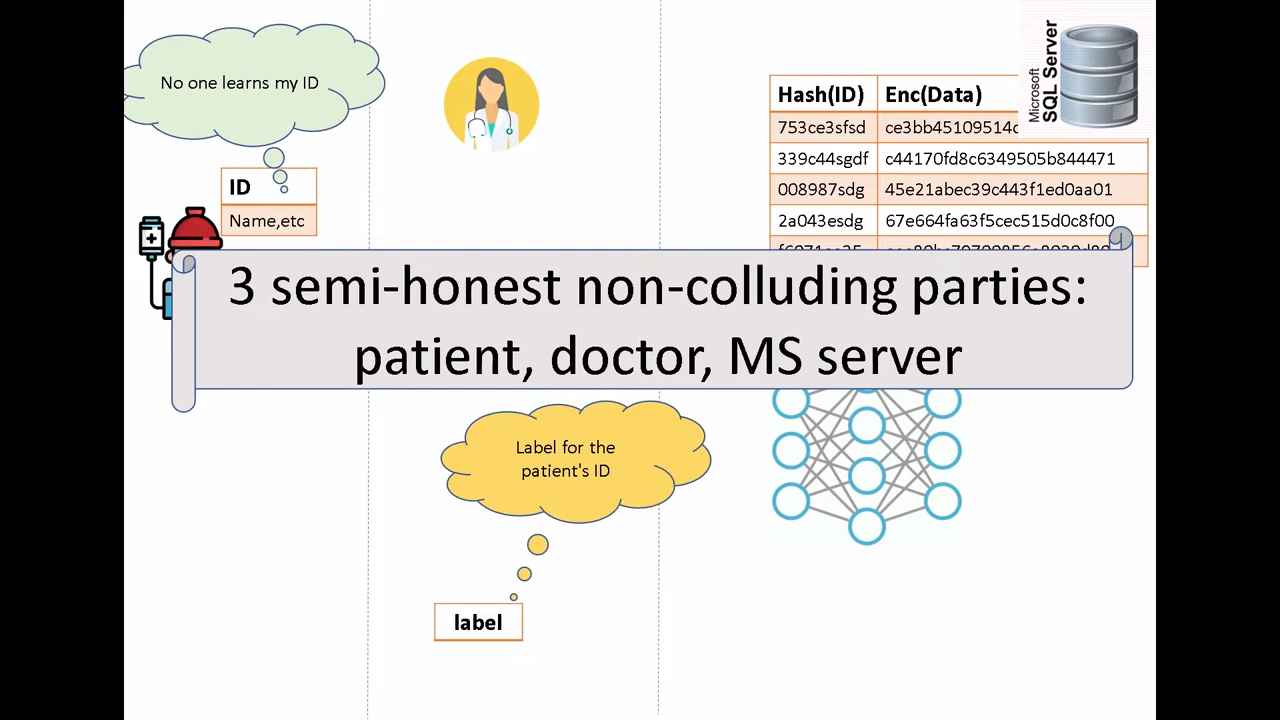 No one learns my ID
ID
Name,etc
Microsoft
SQL Server
Hash(ID) Enc(Data)
753ce3sfsd
339c44sgdf c44170fd8c6349505b844471
008987sdg 45e21abec39c443f1ed0aa01
2a043esdg 67e664fa63f5cec515d0c8f00
3 semi-honest non-colluding parties:
patient, doctor, MS server
Label for the
patient's ID
label